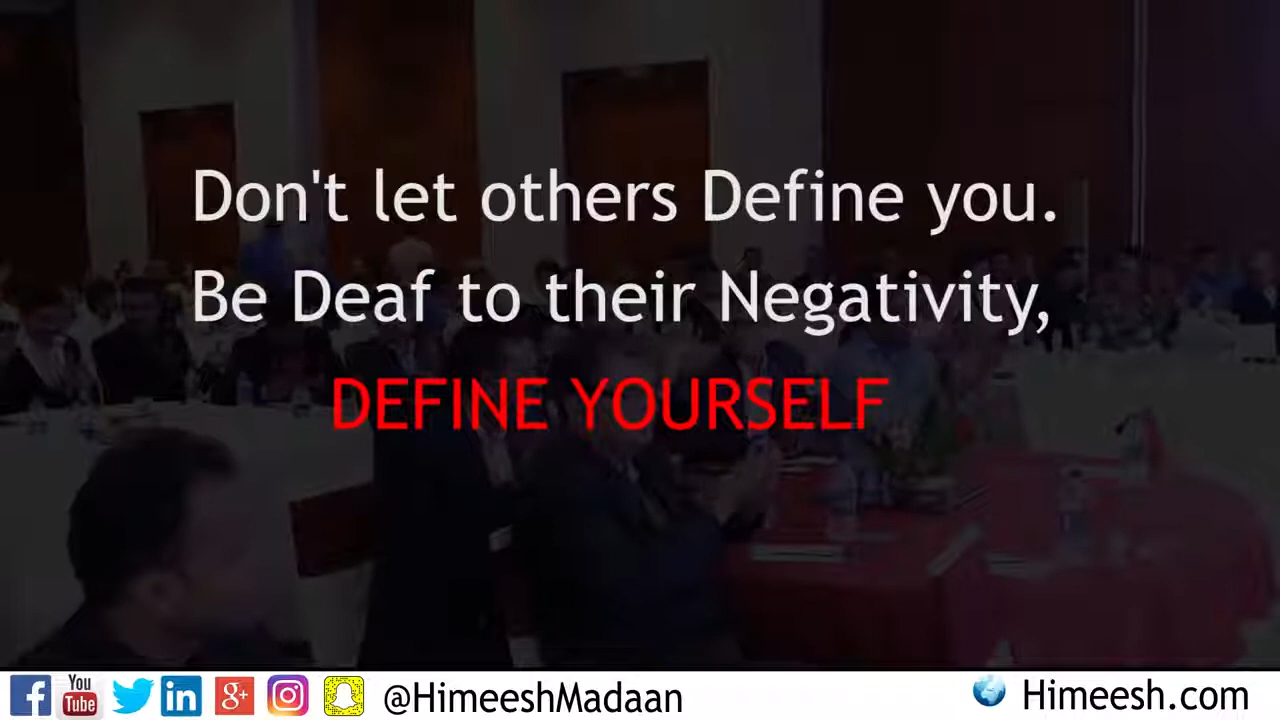 Don't let others Define you.
Be Deaf to their Negativity,
DEFINE YOURSELF
You
Tube
@HimeeshMadaan
Himeesh.com